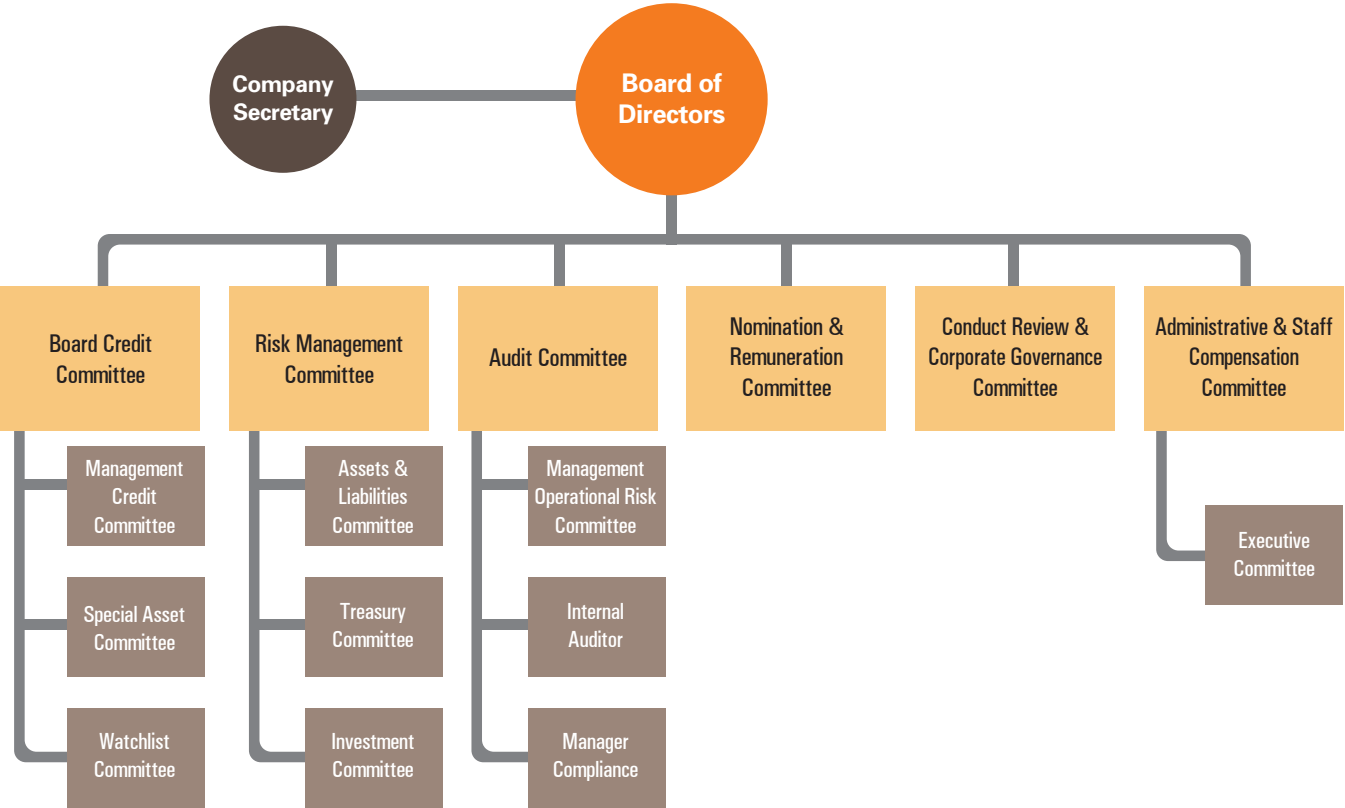 Company
Secretary
Board of
Directors
Board Credit
Committee
Risk Management
Committee
Audit Committee
Nomination &
Remuneration
Committee
Conduct Review &
Corporate Governance
Committee
Administrative & Staff
Compensation
Committee
Management
Credit
Committee
Special Asset
Committee
Watchlist
Committee
Assets &
Liabilities
Committee
Treasury
Committee
Investment
Committee
Management
Operational Risk
Committee
Internal
Auditor
Manager
Compliance
Executive
Committee